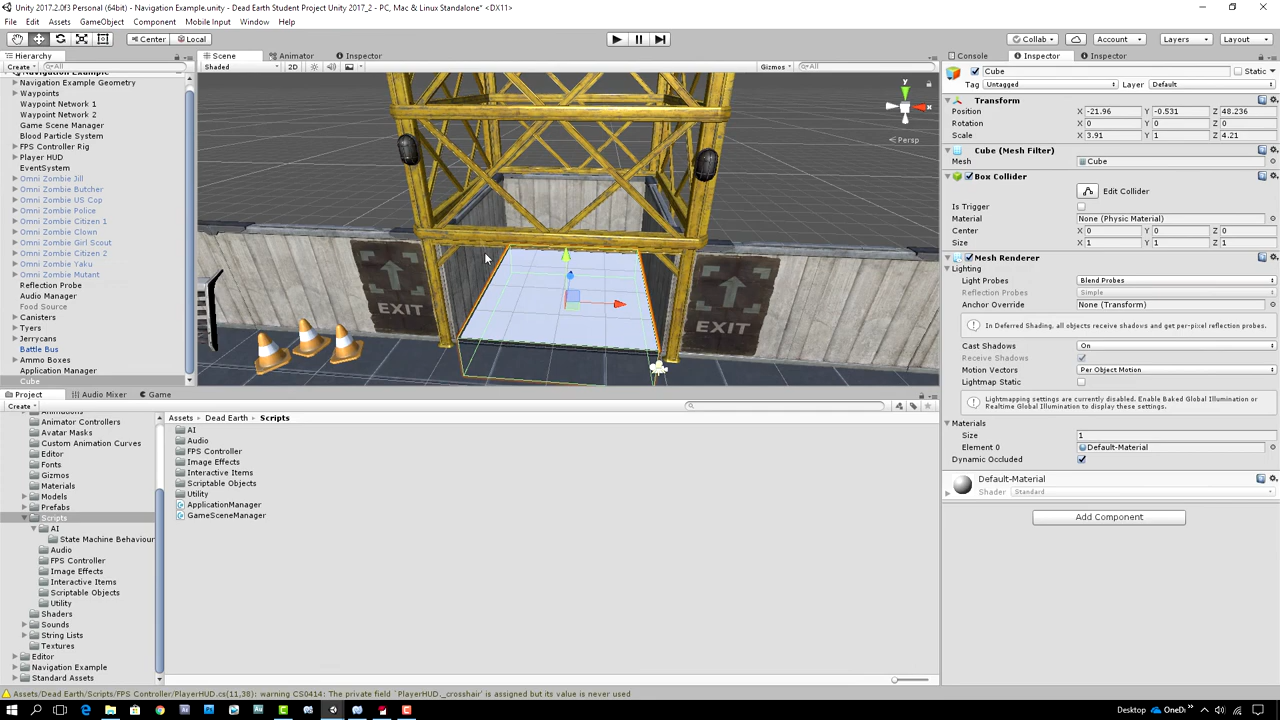 Unity 2017.2.0f3 Personal (64bit) - Navigation Example.unity - Dead Earth Student Project Unity 2017_2 - PC, Mac & Linux Standalone* <DX11>
File Edit Assets GameObject Component Mobile Input Window Help
Center Local Collab Account Layers Layout
Hierarchy Scene Animator Inspector Console Inspector Inspector
Create All Shaded 2D Gizmos All
Navigation Example
Navigation Example Geometry
Waypoints
Waypoint Network 1
Waypoint Network 2
Game Scene Manager
Blood Particle System
FPS Controller Rig
Player HUD
EventSystem
Omni Zombie Jill
Omni Zombie Butcher
Omni Zombie US Cop
Omni Zombie Police
Omni Zombie Citizen 1
Omni Zombie Clown
Omni Zombie Girl Scout
Omni Zombie Citizen 2
Omni Zombie Yaku
Omni Zombie Mutant
Reflection Probe
Audio Manager
Food Source
Canisters
Tyers
Jerrycans
Battle Bus
Ammo Boxes
Application Manager
Cube
y
x
Persp
EXIT
EXIT
Cube Static
Tag Untagged Layer Default
Transform
Position X -21.96 Y -0.531 Z 48.236
Rotation X 0 Y 0 Z 0
Scale X 3.91 Y 1 Z 4.21
Cube (Mesh Filter)
Mesh Cube
Box Collider
Edit Collider
Is Trigger
Material None (Physic Material)
Center X 0 Y 0 Z 0
Size X 1 Y 1 Z 1
Mesh Renderer
Lighting
Light Probes Blend Probes
Reflection Probes Simple
Anchor Override None (Transform)
In Deferred Shading, all objects receive shadows and get per-pixel reflection probes.
Cast Shadows On
Receive Shadows
Motion Vectors Per Object Motion
Lightmap Static
Lightmapping settings are currently disabled. Enable Baked Global Illumination or
Realtime Global Illumination to display these settings.
Materials
Size 1
Element 0 Default-Material
Dynamic Occluded
Default-Material
Shader Standard
Add Component
Project Audio Mixer Game
Create
Animations
Animator Controllers
Avatar Masks
Custom Animation Curves
Editor
Fonts
Gizmos
Materials
Models
Prefabs
Scripts
AI
State Machine Behaviour
Audio
FPS Controller
Image Effects
Interactive Items
Scriptable Objects
Utility
Shaders
Sounds
String Lists
Textures
Editor
Navigation Example
Standard Assets
Assets Dead Earth Scripts
AI
Audio
FPS Controller
Image Effects
Interactive Items
Scriptable Objects
Utility
ApplicationManager
GameSceneManager
Assets/Dead Earth/Scripts/FPS Controller/PlayerHUD.cs(11,38): warning CS0414: The private field `PlayerHUD._crosshair' is assigned but its value is never used
Desktop OneDr